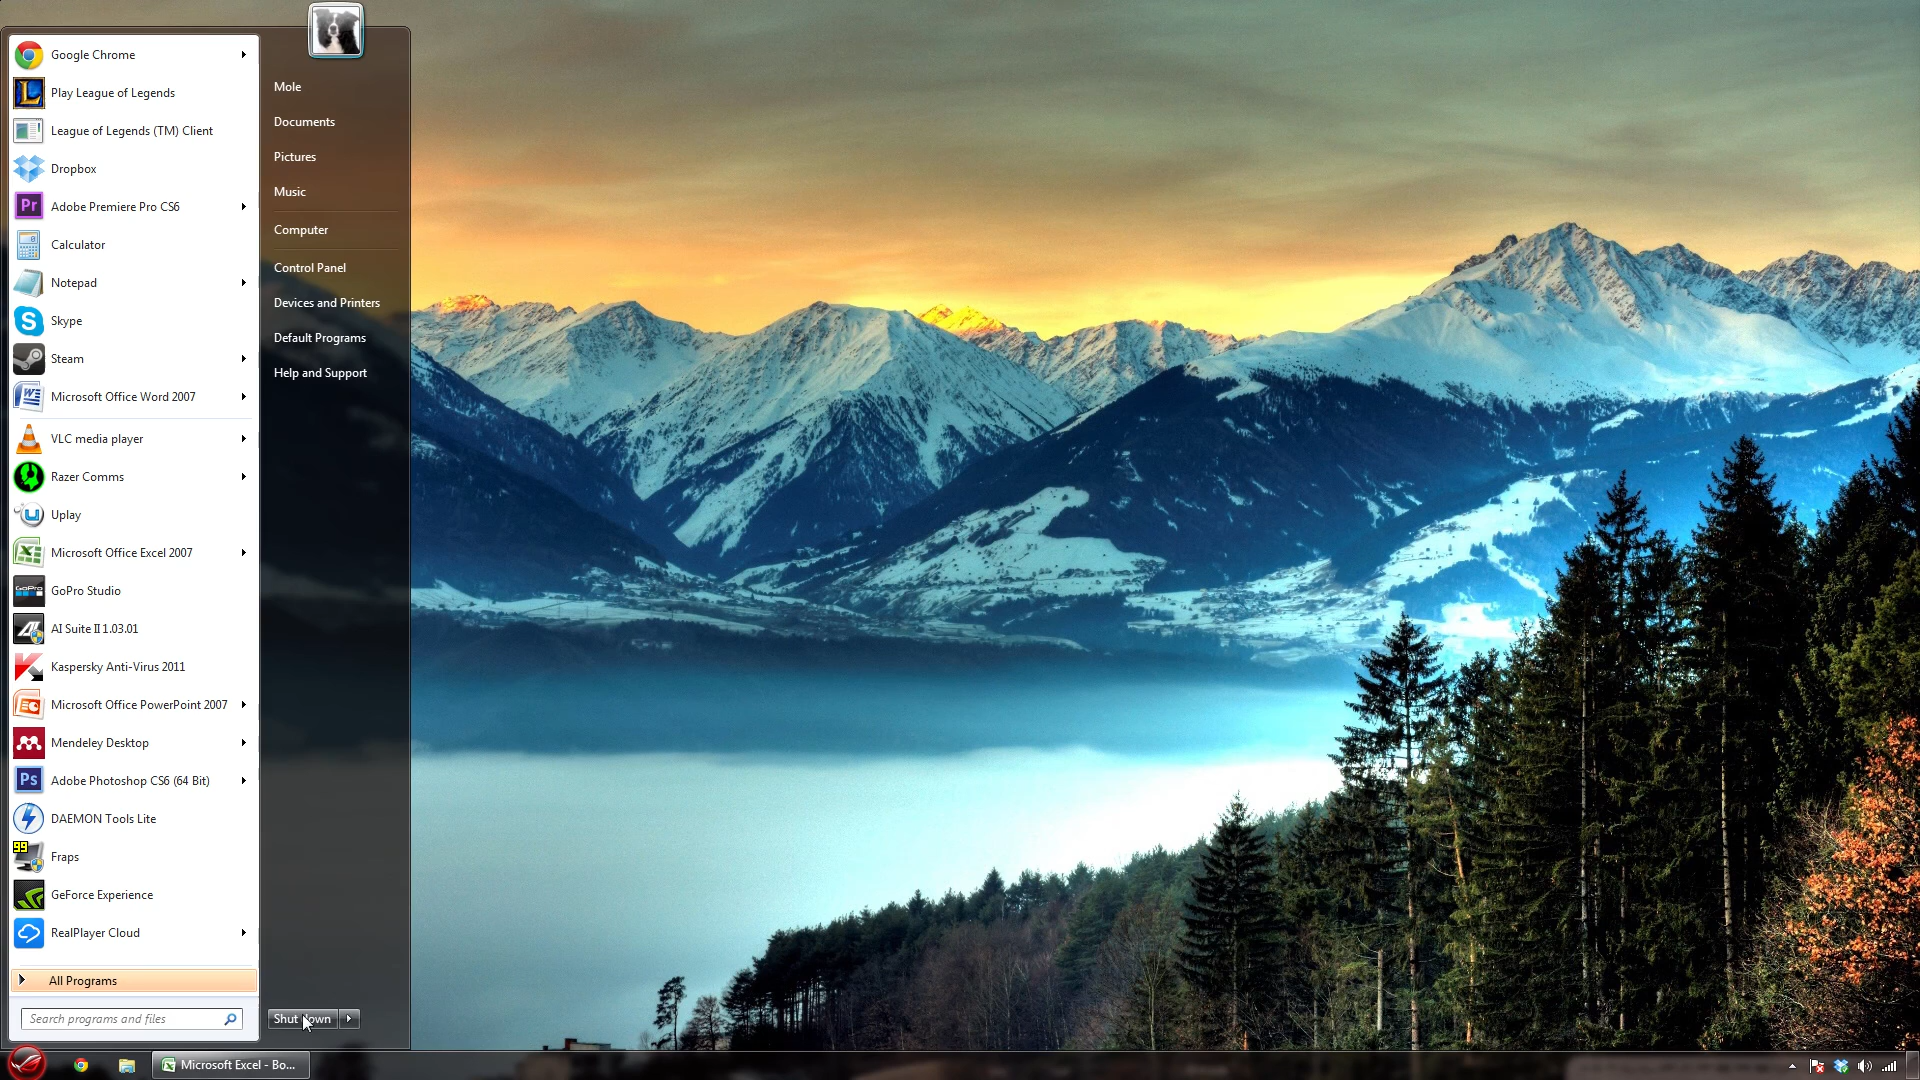 Google Chrome
Play League of Legends
League of Legends (TM) Client
Dropbox
Pr
Adobe Premiere Pro CS6
Calculator
Notepad
Skype
Steam
Microsoft Office Word 2007
VLC media player
Razer Comms
Uplay
Microsoft Office Excel 2007
GoPro
GoPro Studio
AI Suite II 1.03.01
Kaspersky Anti-Virus 2011
Microsoft Office PowerPoint 2007
Mendeley Desktop
Ps
Adobe Photoshop CS6 (64 Bit)
DAEMON Tools Lite
99
Fraps
GeForce Experience
RealPlayer Cloud
All Programs
Search programs and files
Mole
Documents
Pictures
Music
Computer
Control Panel
Devices and Printers
Default Programs
Help and Support
Shut down
Microsoft Excel - Bo...